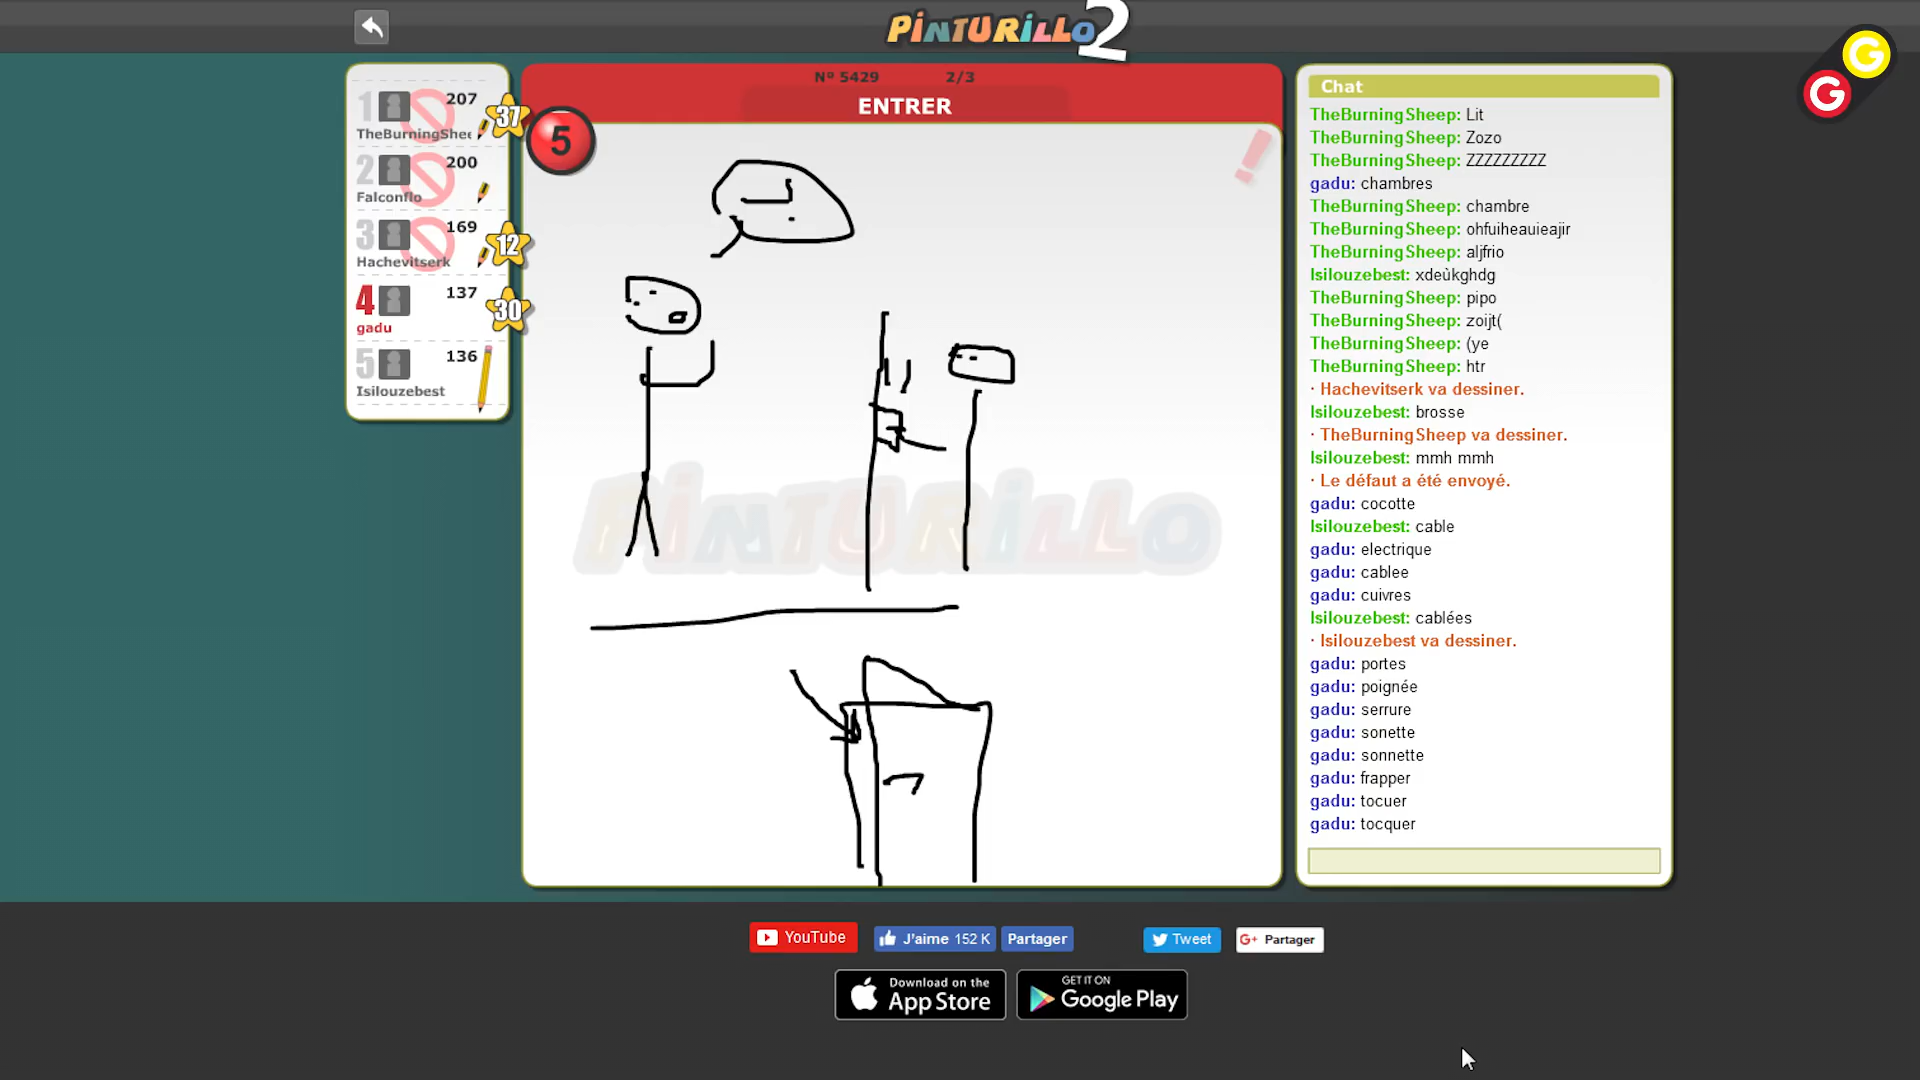 PiNTURiLLO 2
Nº 5429 2/3
ENTRER
5
1 207 37
TheBurningShee
2 200
Falconflo
3 169 12
Hachevitserk
4 137 30
gadu
5 136
Isilouzebest
PiNTURiLLO
Chat
TheBurningSheep: Lit
TheBurningSheep: Zozo
TheBurningSheep: ZZZZZZZZZ
gadu: chambres
TheBurningSheep: chambre
TheBurningSheep: ohfuiheauieajir
TheBurningSheep: aljfrio
Isilouzebest: xdeùkghdg
TheBurningSheep: pipo
TheBurningSheep: zoijt(
TheBurningSheep: (ye
TheBurningSheep: htr
· Hachevitserk va dessiner.
Isilouzebest: brosse
· TheBurningSheep va dessiner.
Isilouzebest: mmh mmh
· Le défaut a été envoyé.
gadu: cocotte
Isilouzebest: cable
gadu: electrique
gadu: cablee
gadu: cuivres
Isilouzebest: cablées
· Isilouzebest va dessiner.
gadu: portes
gadu: poignée
gadu: serrure
gadu: sonette
gadu: sonnette
gadu: frapper
gadu: tocuer
gadu: tocquer
G
G
YouTube
J'aime 152 K
Partager
Tweet
G+ Partager
Download on the
App Store
GET IT ON
Google Play